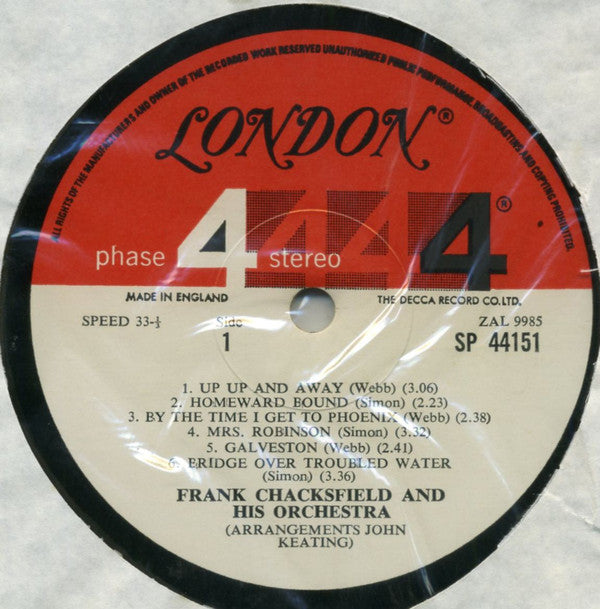 ALL RIGHTS OF THE MANUFACTURERS AND OWNER OF THE RECORDED WORK RESERVED UNAUTHORISED PUBLIC PERFORMANCE, BROADCASTING AND COPYING PROHIBITED.
LONDON®
phase 4 stereo 4 4 4®
MADE IN ENGLAND THE DECCA RECORD CO. LTD.
SPEED 33-⅓ Side ZAL 9985
1 SP 44151
1. UP UP AND AWAY (Webb) (3.06)
2. HOMEWARD BOUND (Simon) (2.23)
3. BY THE TIME I GET TO PHOENIX (Webb) (2.38)
4. MRS. ROBINSON (Simon) (3.32)
5. GALVESTON (Webb) (2.41)
6. BRIDGE OVER TROUBLED WATER
(Simon) (3.36)
FRANK CHACKSFIELD AND
HIS ORCHESTRA
(ARRANGEMENTS JOHN
KEATING)